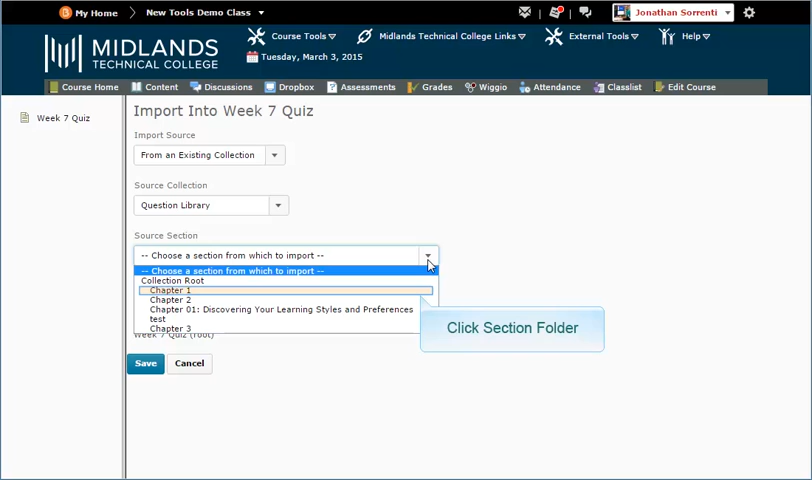 My Home
New Tools Demo Class
Jonathan Sorrenti
MIDLANDS
TECHNICAL COLLEGE
Course Tools
Midlands Technical College Links
External Tools
Help
Tuesday, March 3, 2015
Course Home
Content
Discussions
Dropbox
Assessments
Grades
Wiggio
Attendance
Classlist
Edit Course
Week 7 Quiz
Import Into Week 7 Quiz
Import Source
From an Existing Collection
Source Collection
Question Library
Source Section
-- Choose a section from which to import --
-- Choose a section from which to import --
Collection Root
Chapter 1
Chapter 2
Chapter 01: Discovering Your Learning Styles and Preferences
test
Chapter 3
Week 7 Quiz (root)
Click Section Folder
Save
Cancel